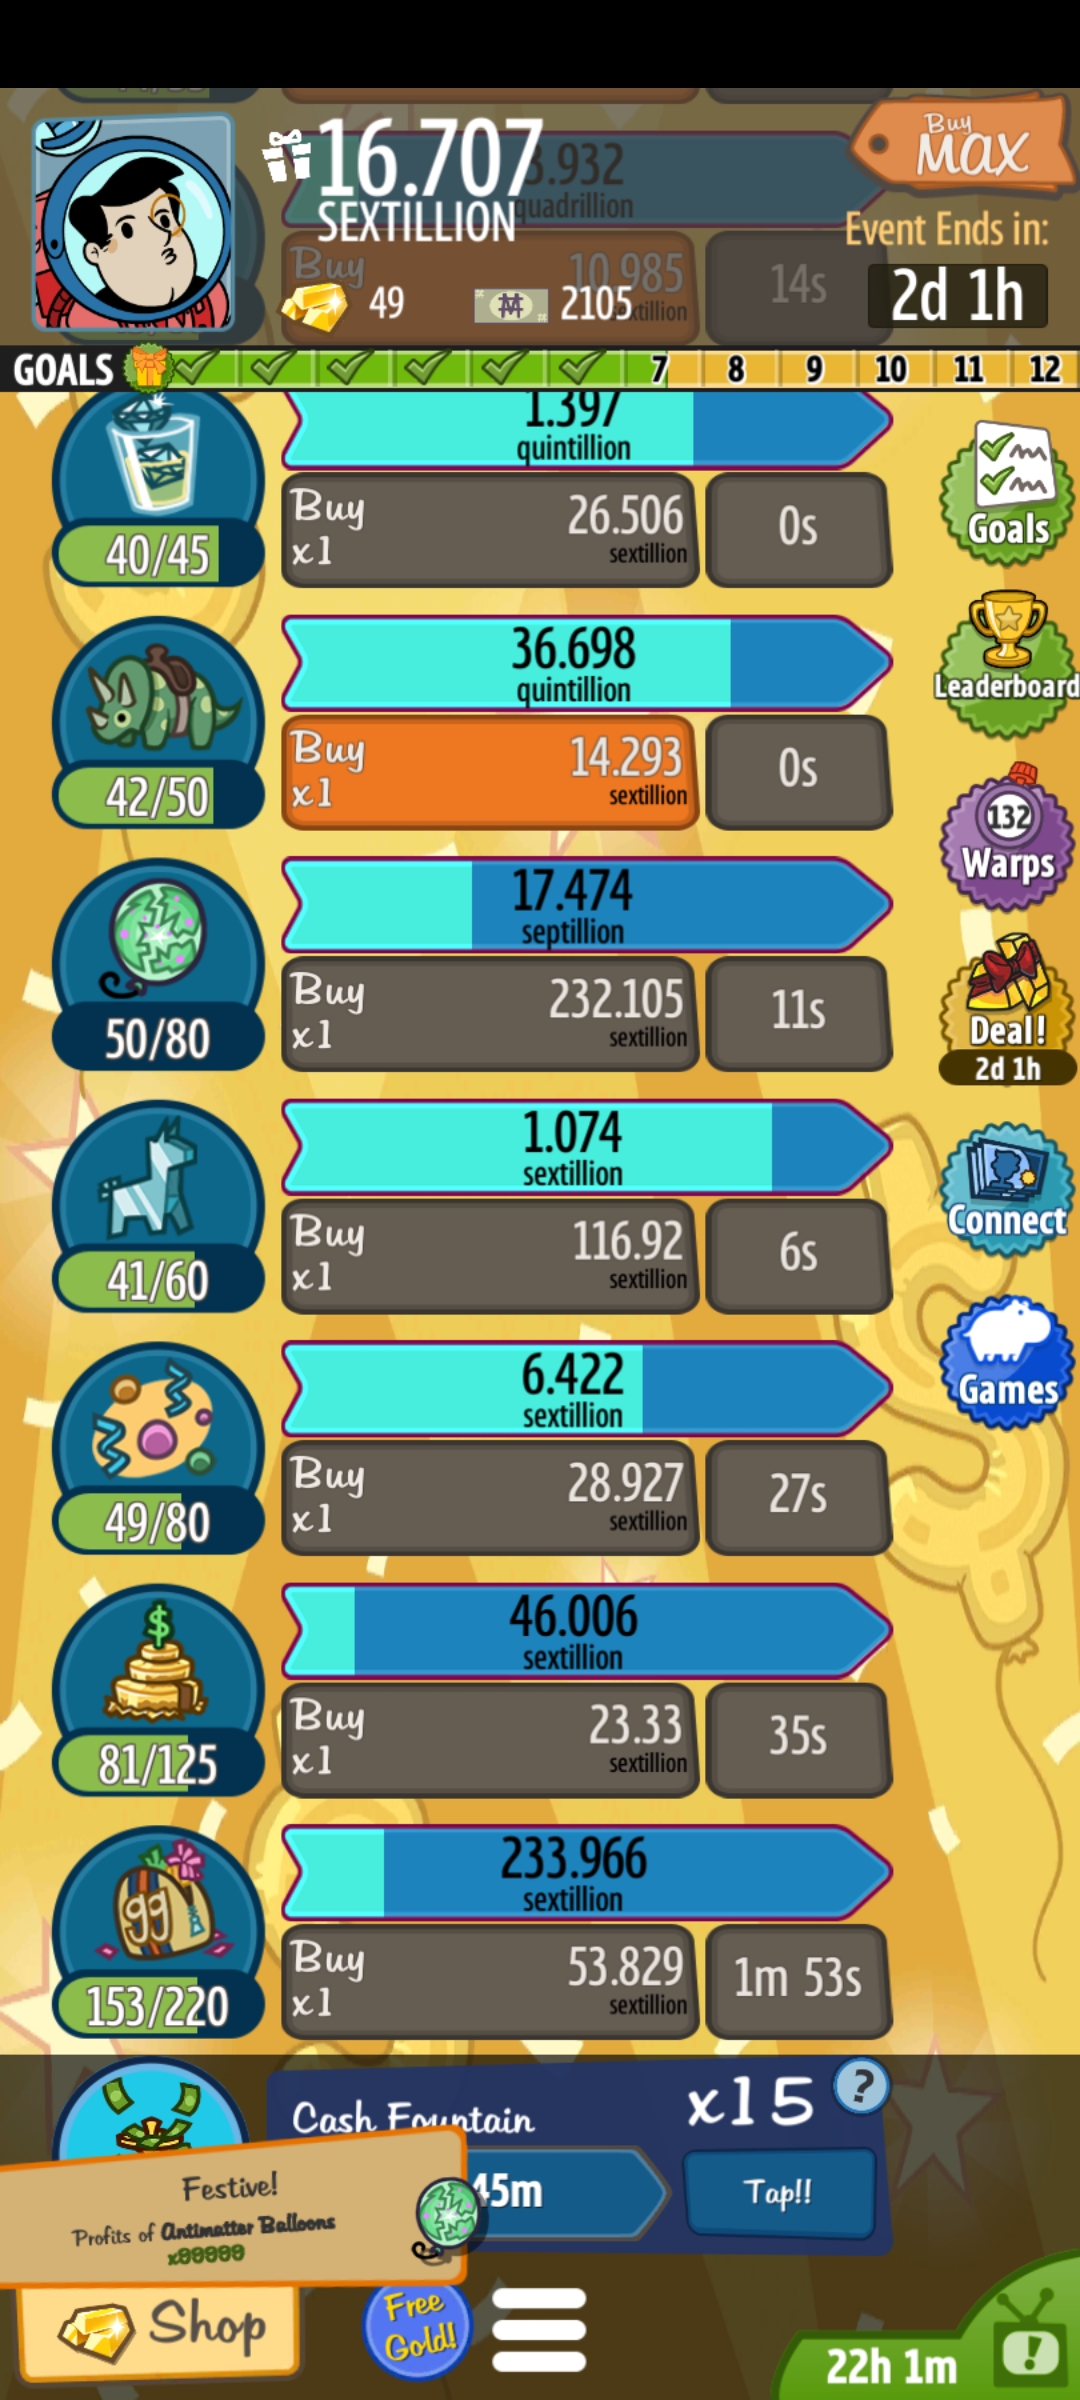 16.707
SEXTILLION
3.932
quadrillion
Buy
MAX
Event Ends in:
2d 1h
Buy
10.985
14s
49
2105
GOALS
7 8 9 10 11 12
1.397
quintillion
Buy
x1
26.506
sextillion
0s
40/45
Goals
36.698
quintillion
Leaderboard
Buy
x1
14.293
sextillion
0s
42/50
132
Warps
17.474
septillion
Buy
x1
232.105
sextillion
11s
50/80
Deal!
2d 1h
1.074
sextillion
Buy
x1
116.92
sextillion
6s
41/60
Connect
6.422
sextillion
Games
Buy
x1
28.927
sextillion
27s
49/80
$
46.006
sextillion
Buy
x1
23.33
sextillion
35s
81/125
99
233.966
sextillion
Buy
x1
53.829
sextillion
1m 53s
153/220
Cash Fountain
x15
?
45m
Tap!!
Festive!
Profits of Antimatter Balloons
x99999
Shop
Free
Gold!
22h 1m
!